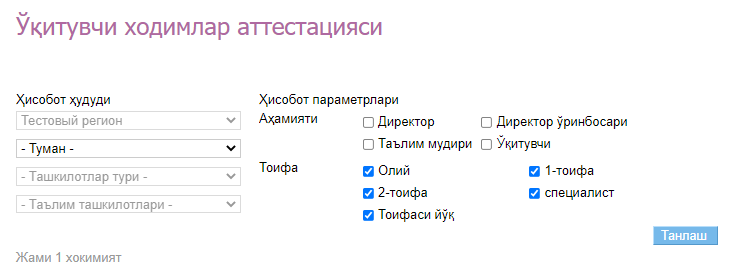 Ўқитувчи ходимлар аттестацияси
Ҳисобот ҳудуди
Тестовый регион
- Туман -
- Ташкилотлар тури -
- Таълим ташкилотлари -
Ҳисобот параметрлари
Аҳамияти
Директор
Директор ўринбосари
Таълим мудири
Ўқитувчи
Тоифа
Олий
1-тоифа
2-тоифа
специалист
Тоифаси йўқ
Танлаш
Жами 1 хокимият